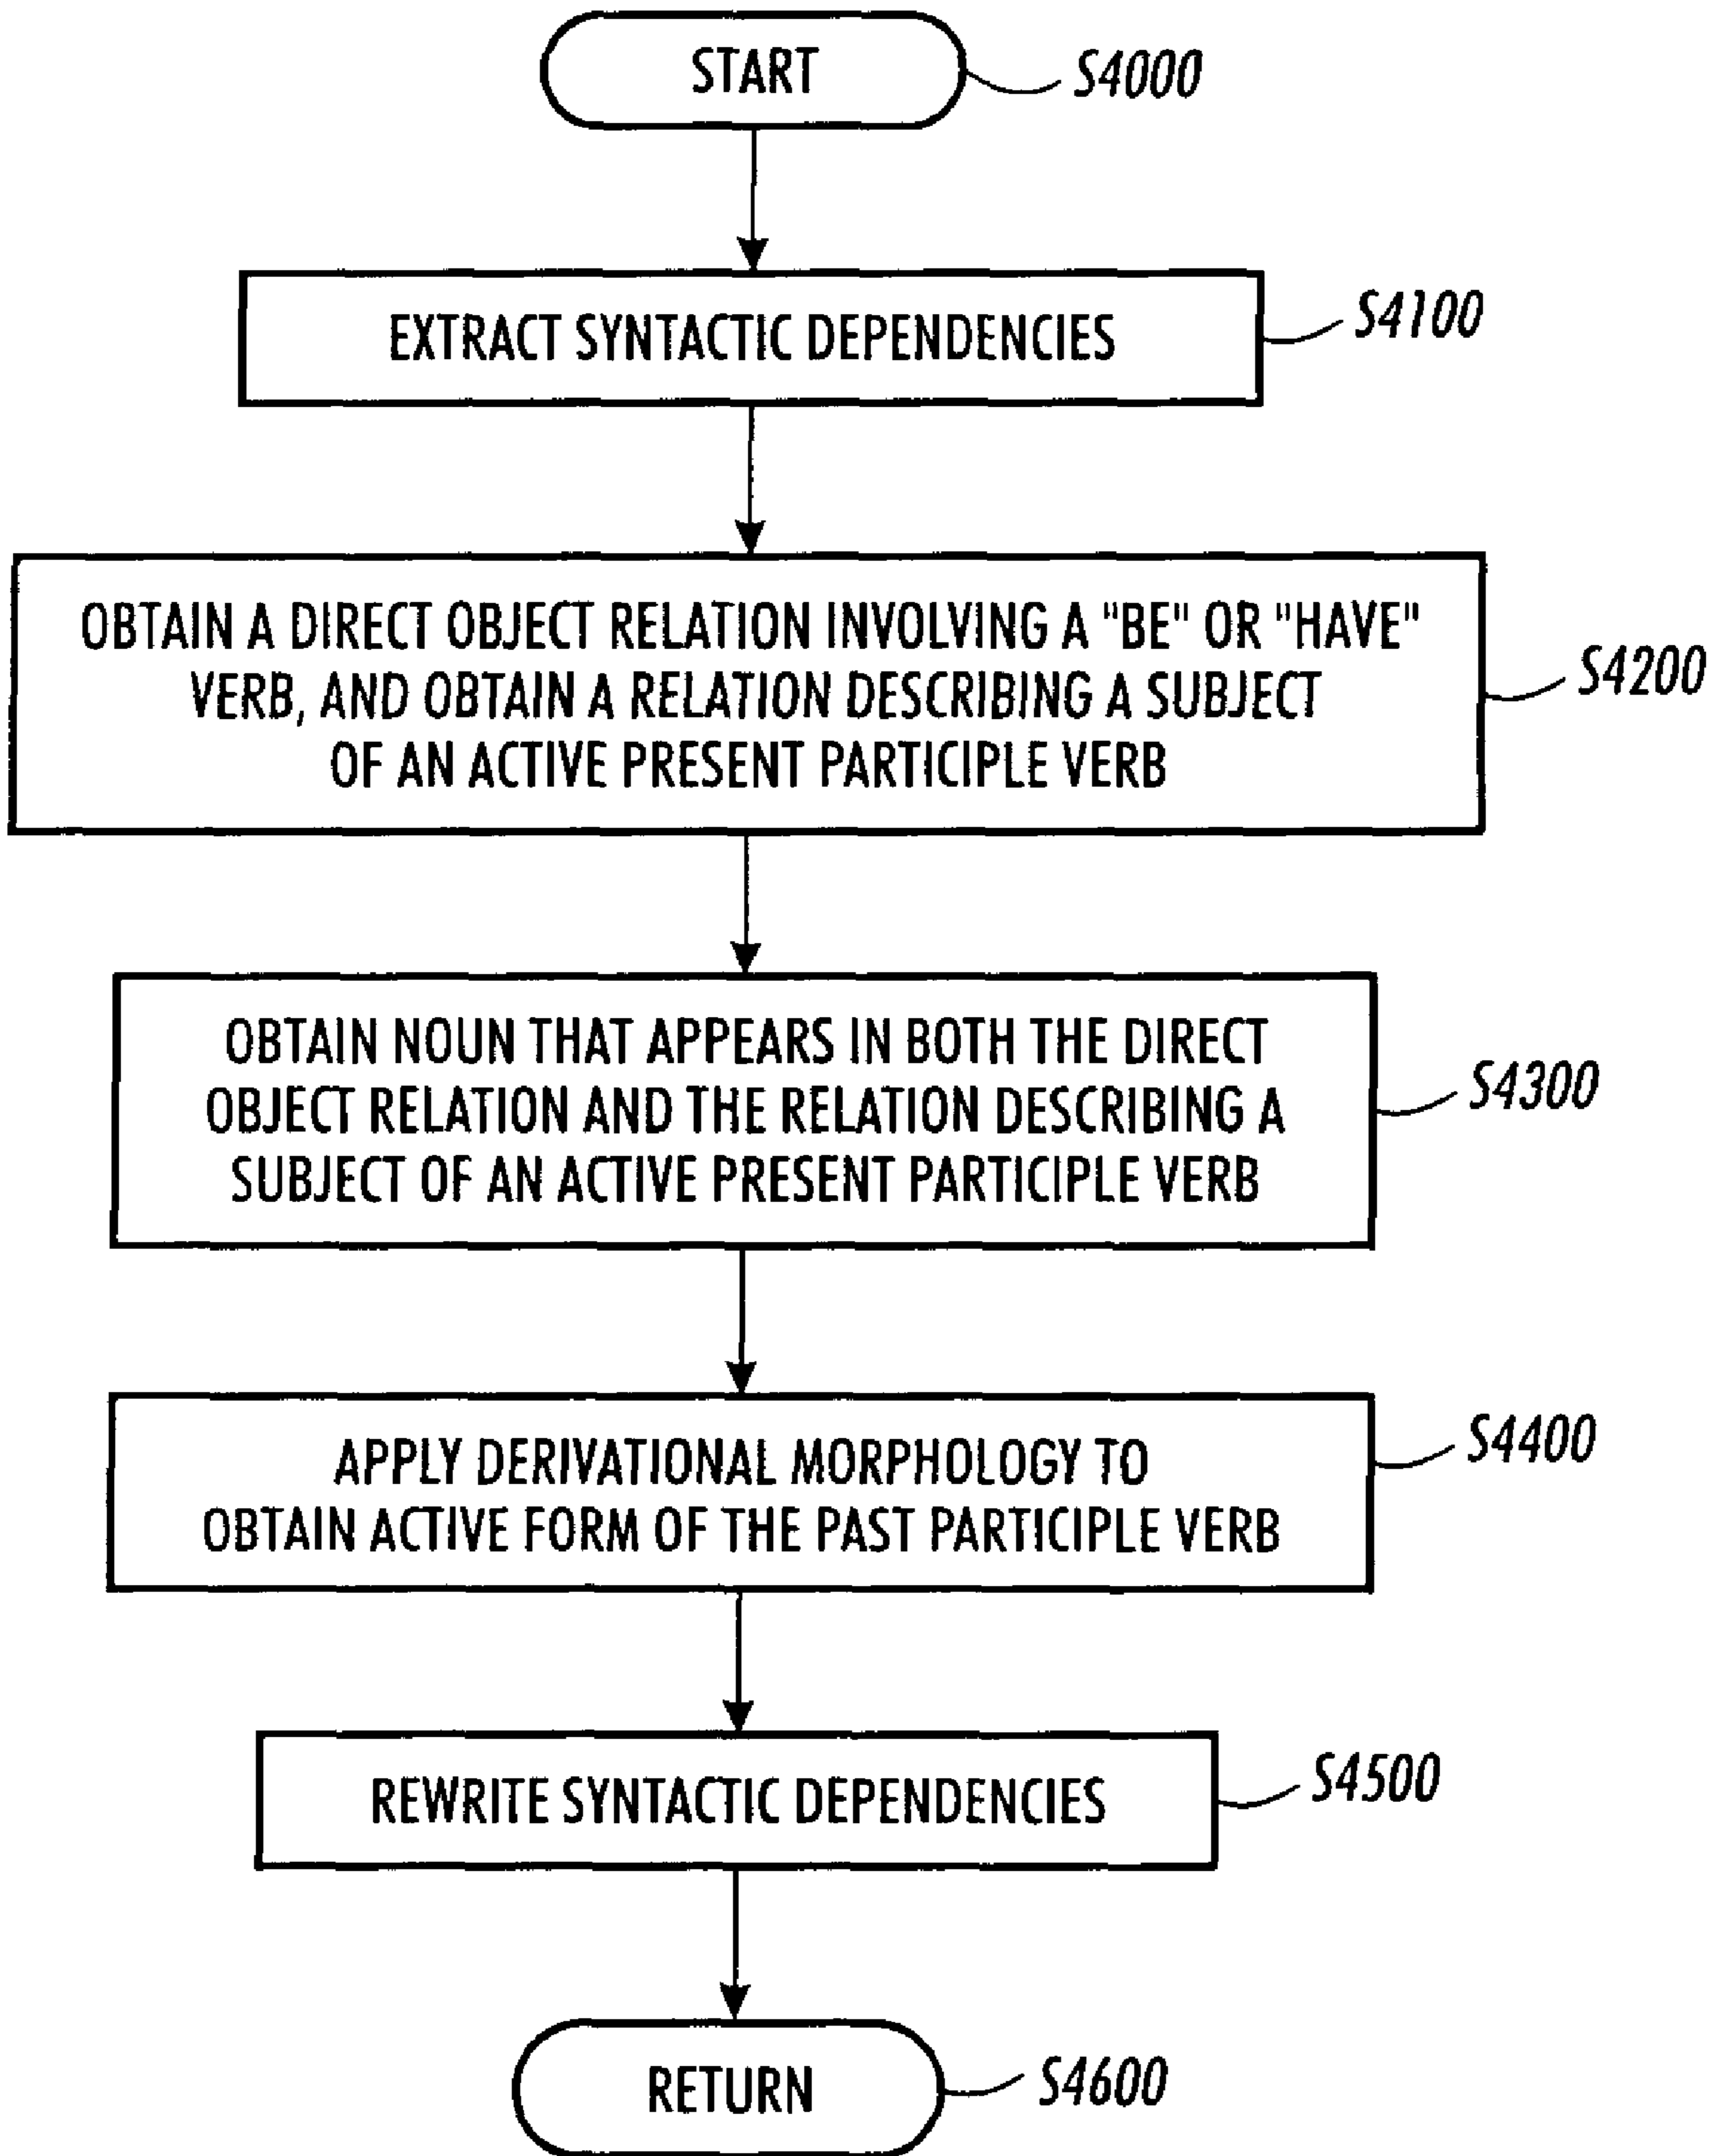 START
S4000
EXTRACT SYNTACTIC DEPENDENCIES
S4100
OBTAIN A DIRECT OBJECT RELATION INVOLVING A "BE" OR "HAVE"
VERB, AND OBTAIN A RELATION DESCRIBING A SUBJECT
OF AN ACTIVE PRESENT PARTICIPLE VERB
S4200
OBTAIN NOUN THAT APPEARS IN BOTH THE DIRECT
OBJECT RELATION AND THE RELATION DESCRIBING A
SUBJECT OF AN ACTIVE PRESENT PARTICIPLE VERB
S4300
APPLY DERIVATIONAL MORPHOLOGY TO
OBTAIN ACTIVE FORM OF THE PAST PARTICIPLE VERB
S4400
REWRITE SYNTACTIC DEPENDENCIES
S4500
RETURN
S4600